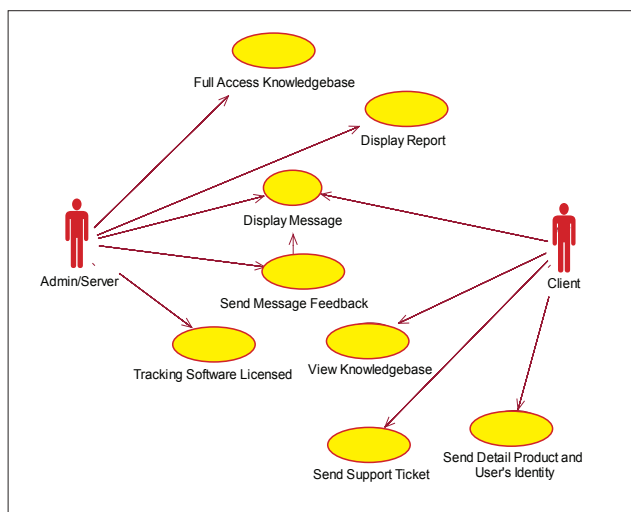 Full Access Knowledgebase
Display Report
Display Message
Admin/Server
Client
Send Message Feedback
Tracking Software Licensed
View Knowledgebase
Send Support Ticket
Send Detail Product and
User's Identity